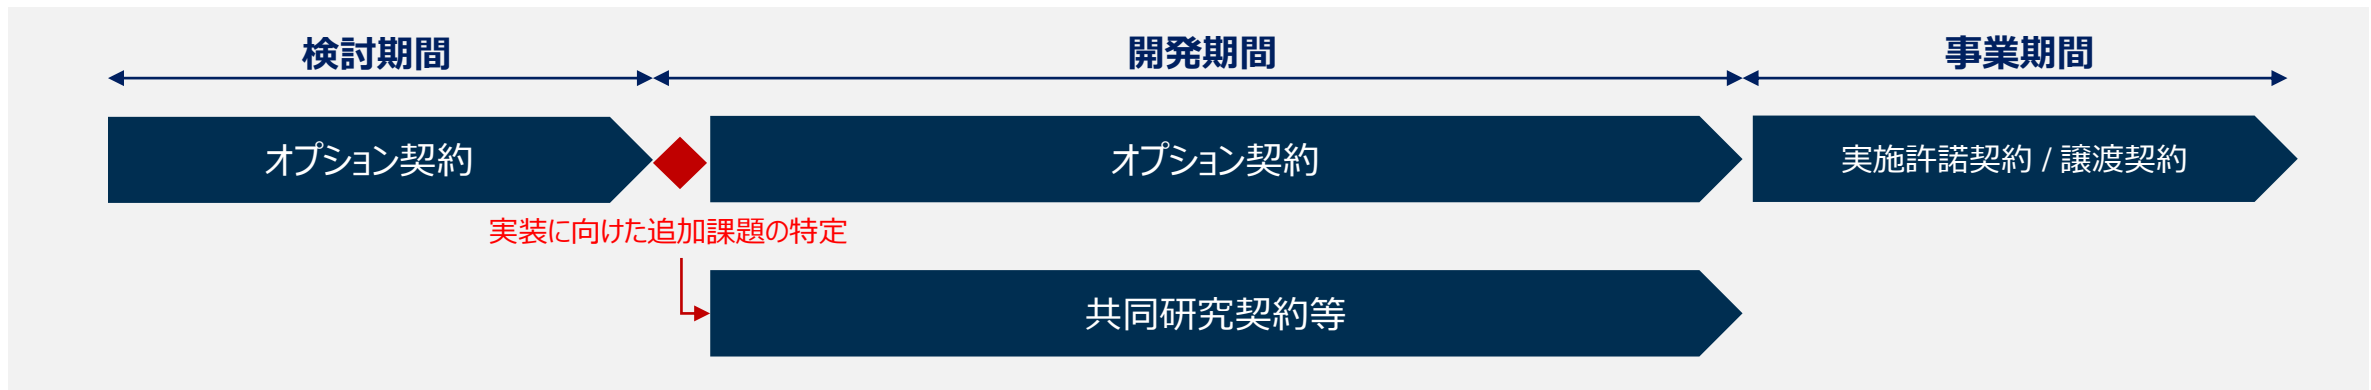 検討期間
開発期間
事業期間
オプション契約
オプション契約
実施許諾契約 / 譲渡契約
実装に向けた追加課題の特定
共同研究契約等